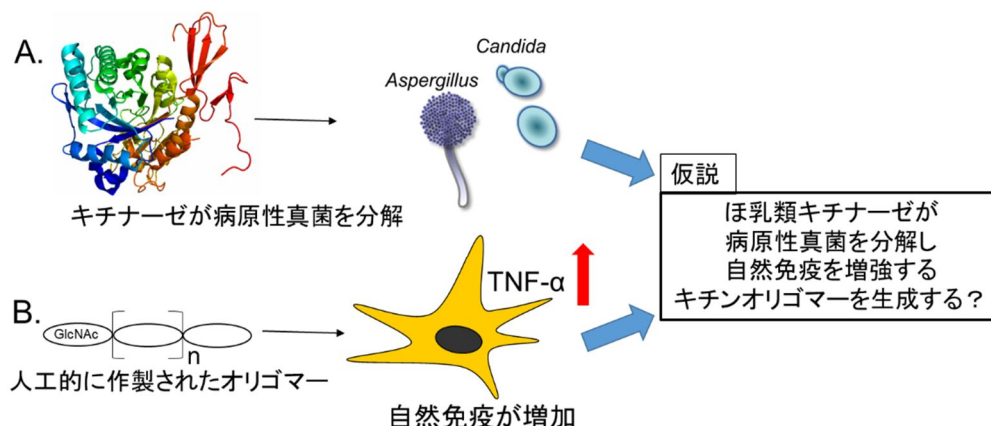 A.
Aspergillus
Candida
キチナーゼが病原性真菌を分解
B.
GlcNAc
n
人工的に作製されたオリゴマー
TNF-α
自然免疫が増加
仮説
ほ乳類キチナーゼが
病原性真菌を分解し
自然免疫を増強する
キチンオリゴマーを生成する？